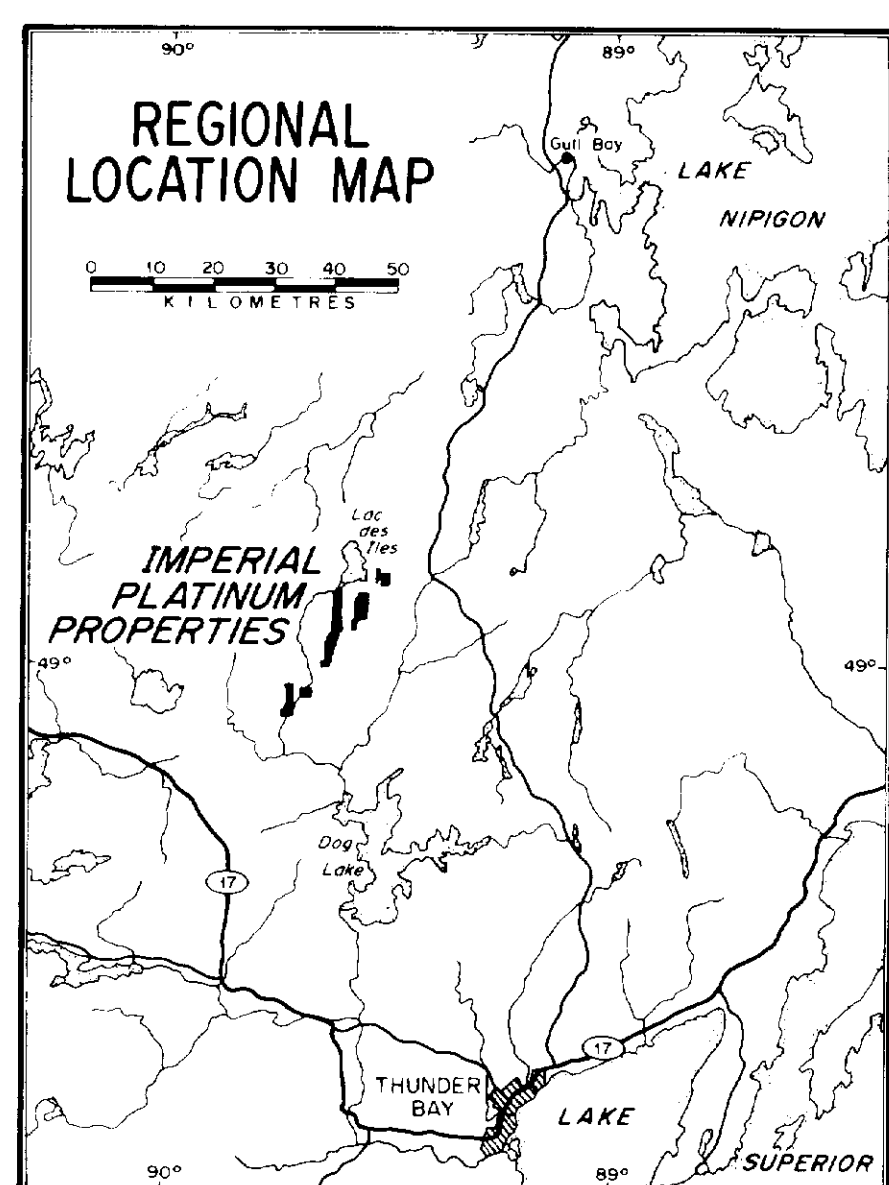 90°
89°
REGIONAL
LOCATION MAP
0 10 20 30 40 50
KILOMETRES
Gull Bay
LAKE
NIPIGON
Lac
des
Iles
IMPERIAL
PLATINUM
PROPERTIES
49°
49°
Dog
Lake
17
17
THUNDER
BAY
LAKE
SUPERIOR
90°
89°